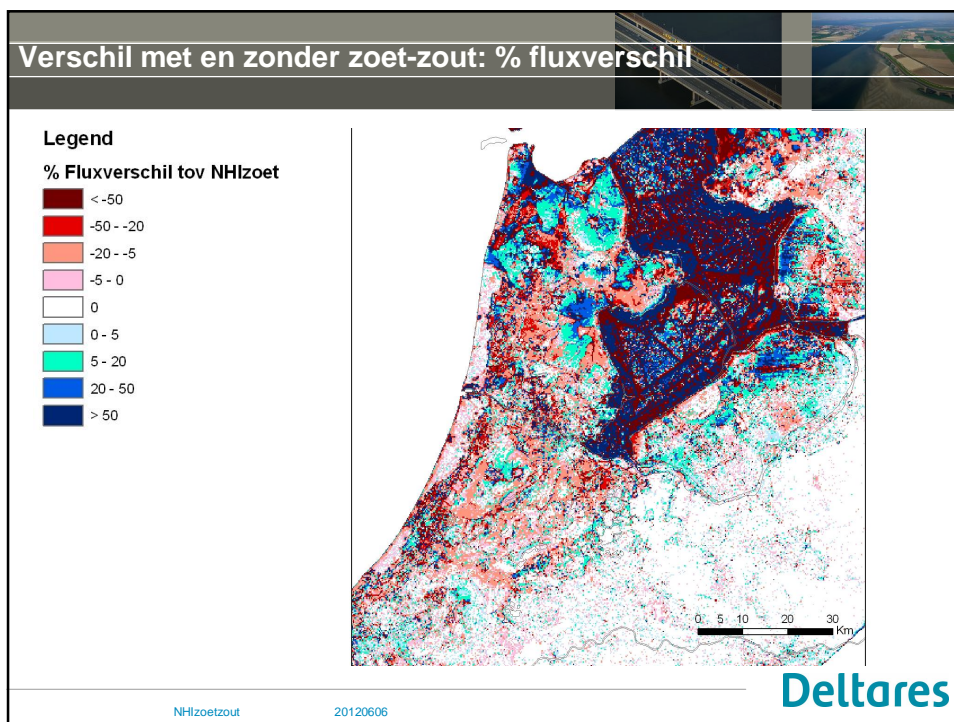 Verschil met en zonder zoet-zout: % fluxverschil
Legend
% Fluxverschil tov NHIzoet
< -50
-50 - -20
-20 - -5
-5 - 0
0
0 - 5
5 - 20
20 - 50
> 50
0 5 10 20 30
Km
Deltares
NHIzoetzout 20120606